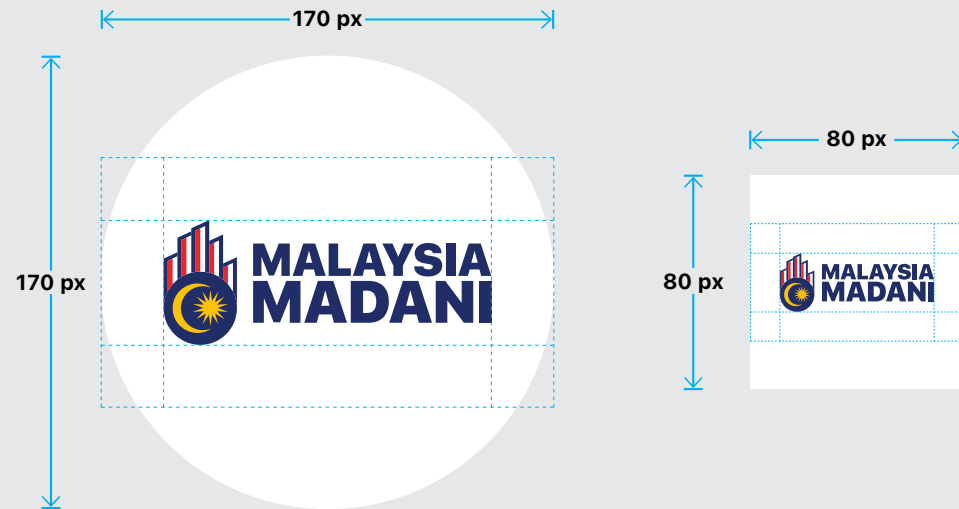 170 px
80 px
170 px
MALAYSIA
MADANI
80 px
MALAYSIA
MADANI